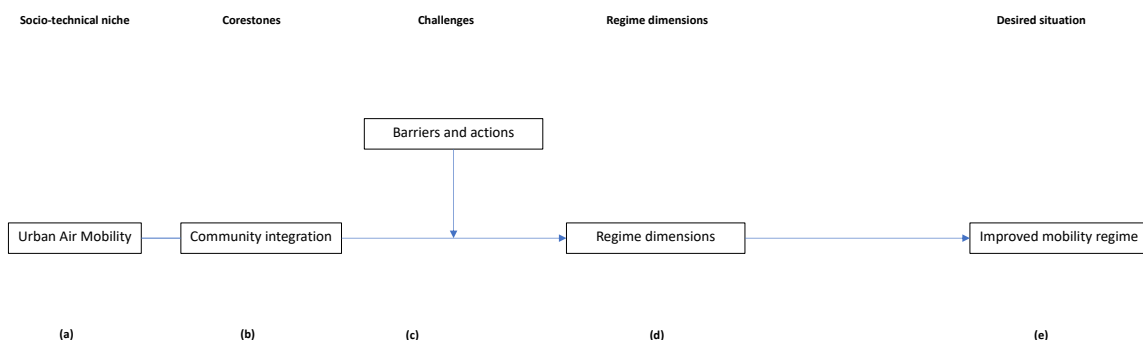 Socio-technical niche
Corestones
Challenges
Regime dimensions
Desired situation
Barriers and actions
Urban Air Mobility
Community integration
Regime dimensions
Improved mobility regime
(a)
(b)
(c)
(d)
(e)